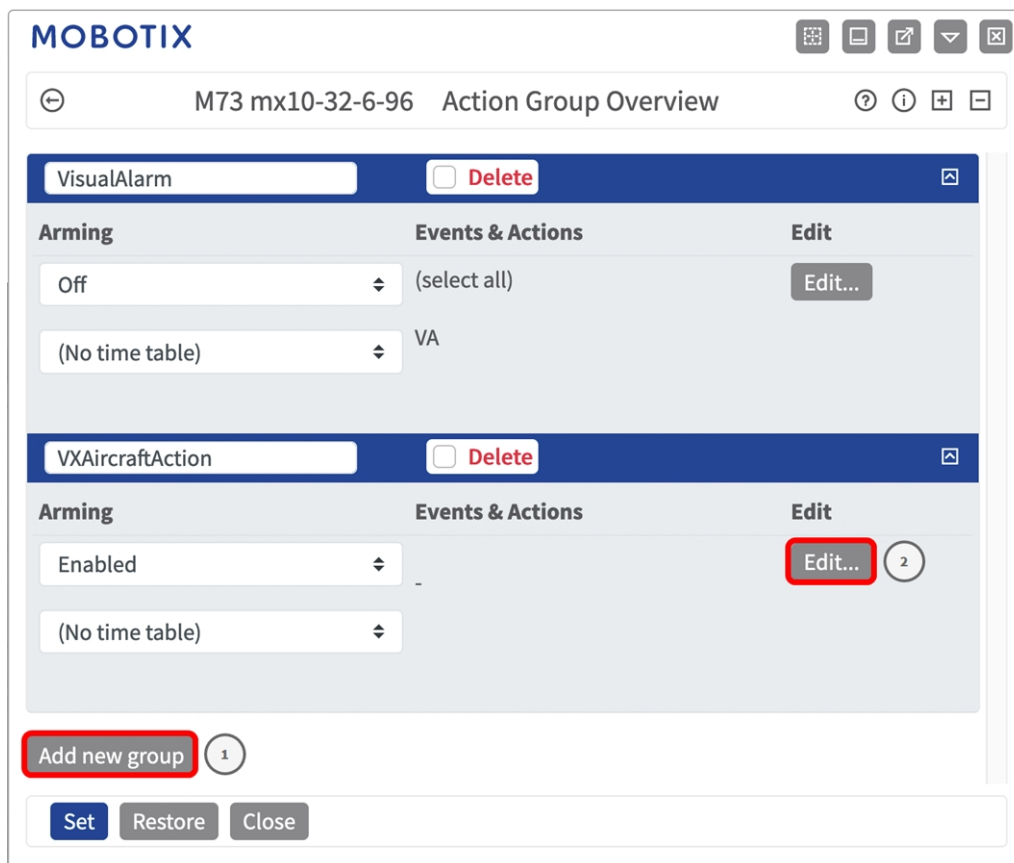 MOBOTIX
M73 mx10-32-6-96 Action Group Overview
VisualAlarm Delete
Arming Events & Actions Edit
Off (select all) Edit...
(No time table) VA
VXAircraftAction Delete
Arming Events & Actions Edit
Enabled - Edit... 2
(No time table)
Add new group 1
Set Restore Close